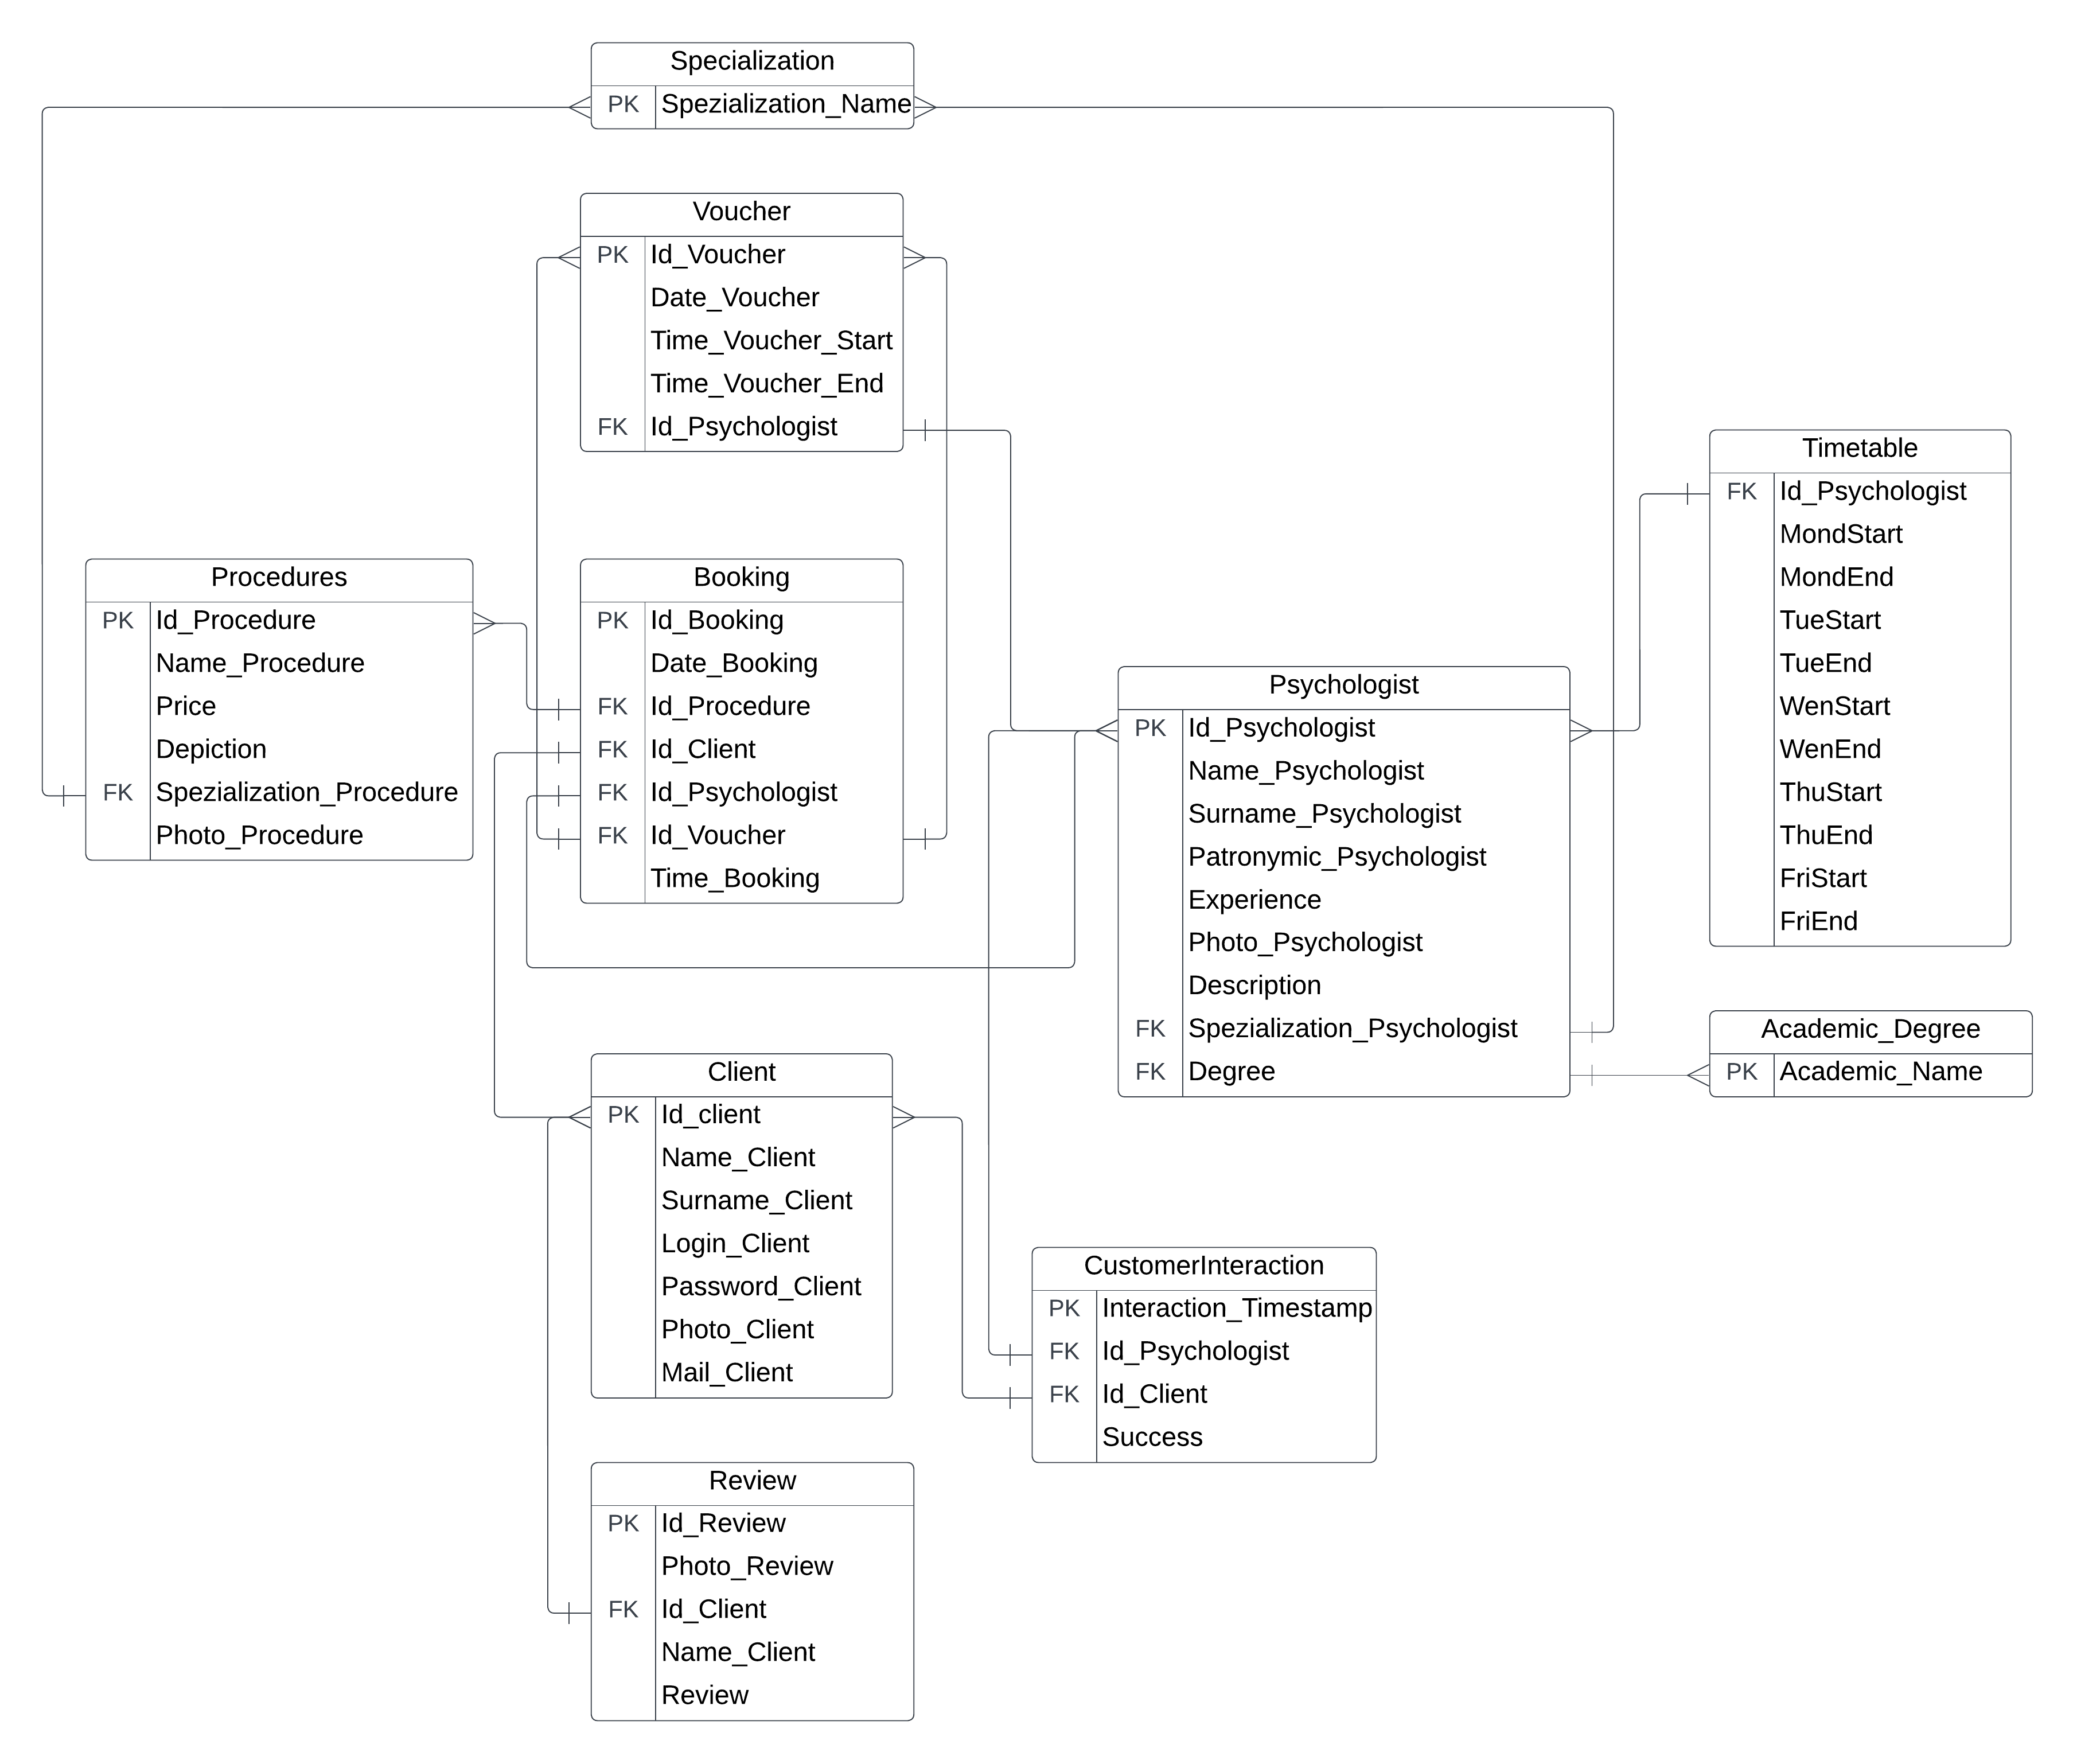 Specialization
PK Spezialization_Name
Voucher
PK Id_Voucher
Date_Voucher
Time_Voucher_Start
Time_Voucher_End
FK Id_Psychologist
Procedures
PK Id_Procedure
Name_Procedure
Price
Depiction
FK Spezialization_Procedure
Photo_Procedure
Booking
PK Id_Booking
Date_Booking
FK Id_Procedure
FK Id_Client
FK Id_Psychologist
FK Id_Voucher
Time_Booking
Psychologist
PK Id_Psychologist
Name_Psychologist
Surname_Psychologist
Patronymic_Psychologist
Experience
Photo_Psychologist
Description
FK Spezialization_Psychologist
FK Degree
Timetable
FK Id_Psychologist
MondStart
MondEnd
TueStart
TueEnd
WenStart
WenEnd
ThuStart
ThuEnd
FriStart
FriEnd
Academic_Degree
PK Academic_Name
Client
PK Id_client
Name_Client
Surname_Client
Login_Client
Password_Client
Photo_Client
Mail_Client
CustomerInteraction
PK Interaction_Timestamp
FK Id_Psychologist
FK Id_Client
Success
Review
PK Id_Review
Photo_Review
FK Id_Client
Name_Client
Review